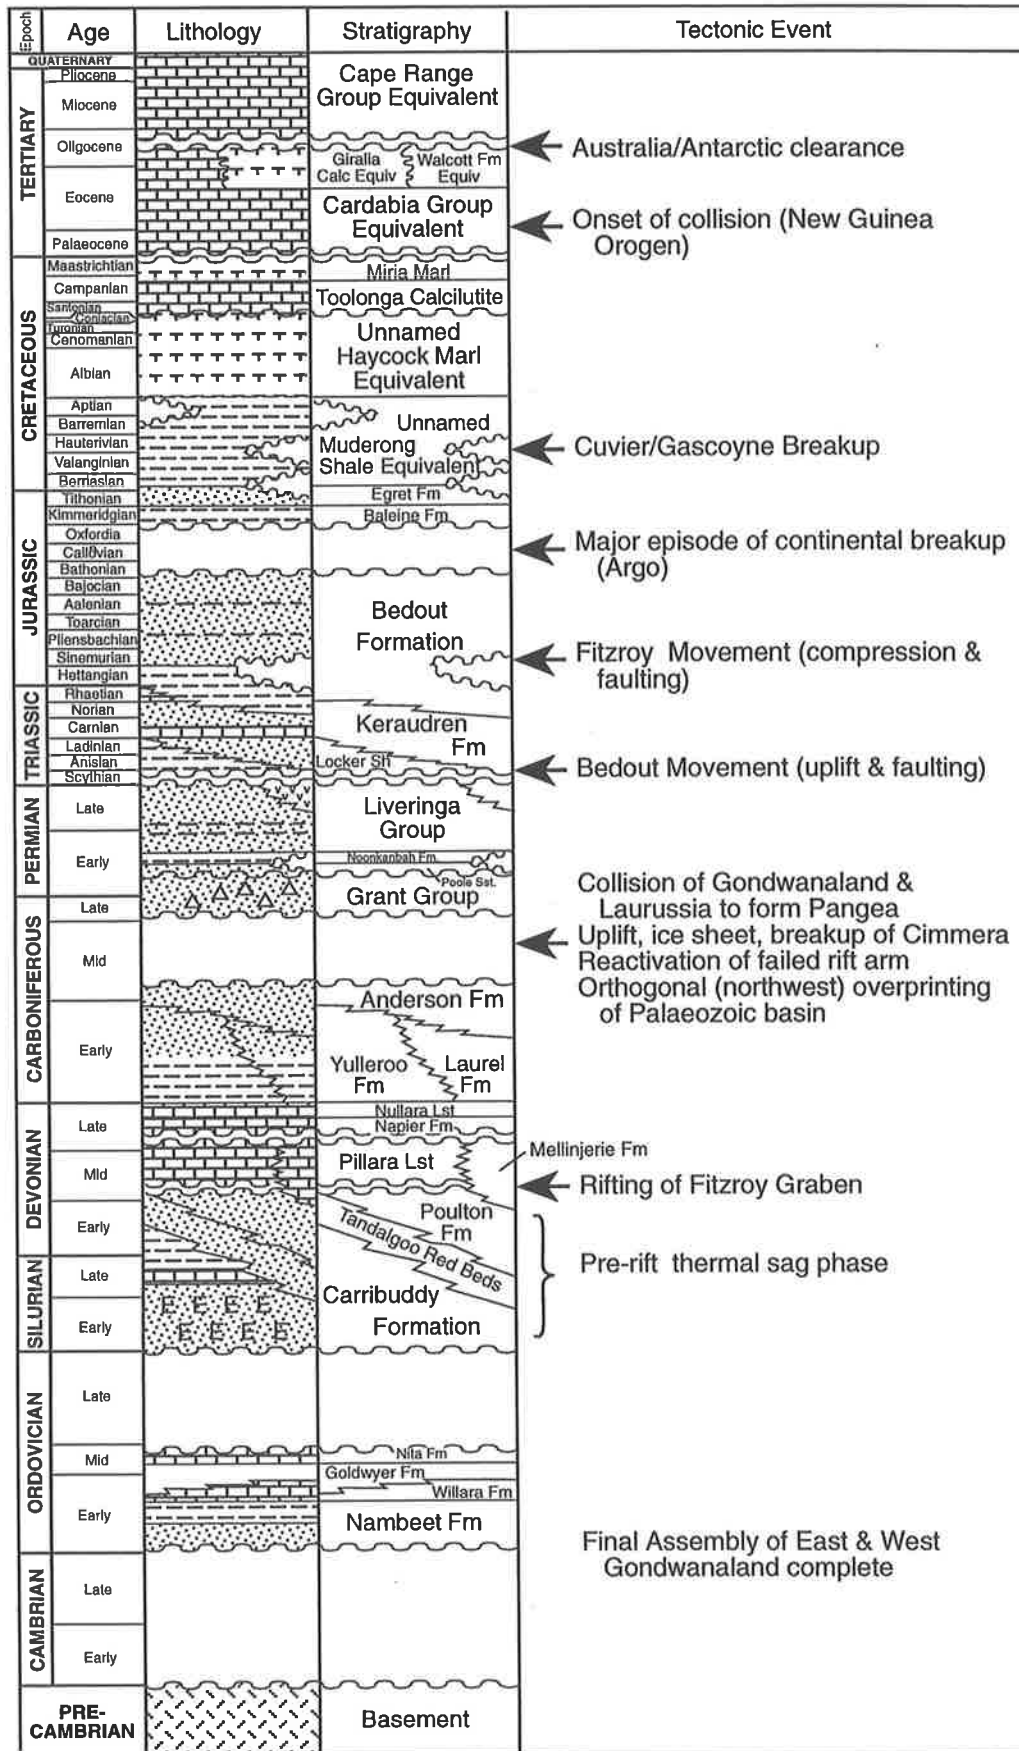 Epoch
Age
Lithology
Stratigraphy
Tectonic Event
QUATERNARY
TERTIARY
Pliocene
Miocene
Oligocene
Eocene
Palaeocene
Cape Range
Group Equivalent
Giralia
Calc Equiv
Walcott Fm
Equiv
Cardabia Group
Equivalent
Australia/Antarctic clearance
Onset of collision (New Guinea
Orogen)
CRETACEOUS
Maastrichtian
Campanian
Santonian
Coniacian
Turonian
Cenomanian
Albian
Aptian
Barremian
Hauterivian
Valanginian
Berriasian
Miria Marl
Toolonga Calcilutite
Unnamed
Haycock Marl
Equivalent
Unnamed
Muderong
Shale Equivalent
Cuvier/Gascoyne Breakup
JURASSIC
Tithonian
Kimmeridgian
Oxfordia
Callovian
Bathonian
Bajocian
Aalenian
Toarcian
Pliensbachian
Sinemurian
Hettangian
Egret Fm
Baleine Fm
Bedout
Formation
Major episode of continental breakup
(Argo)
Fitzroy Movement (compression &
faulting)
TRIASSIC
Rhaetian
Norian
Carnian
Ladinian
Anisian
Scythian
Keraudren
Fm
Locker Sh
Bedout Movement (uplift & faulting)
PERMIAN
Late
Early
Liveringa
Group
Noonkanbah Fm.
Poole Sst.
Grant Group
CARBONIFEROUS
Late
Mid
Early
Anderson Fm
Yulleroo
Fm
Laurel
Fm
Collision of Gondwanaland &
Laurussia to form Pangea
Uplift, ice sheet, breakup of Cimmera
Reactivation of failed rift arm
Orthogonal (northwest) overprinting
of Palaeozoic basin
DEVONIAN
Late
Mid
Early
Nullara Lst
Napier Fm
Pillara Lst
Mellinjerie Fm
Poulton
Fm
Tandalgoo Red Beds
Rifting of Fitzroy Graben
Pre-rift thermal sag phase
SILURIAN
Late
Early
E E E E
E E E E
Carribuddy
Formation
ORDOVICIAN
Late
Mid
Early
Nita Fm
Goldwyer Fm
Willara Fm
Nambeet Fm
Final Assembly of East & West
Gondwanaland complete
CAMBRIAN
Late
Early
PRE-
CAMBRIAN
Basement